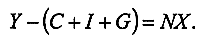 Y − (C + I + G) = NX.